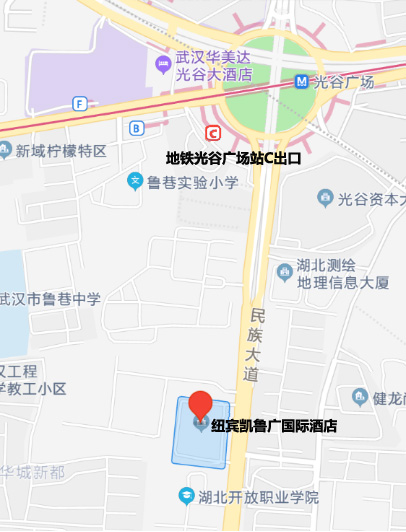 武汉华美达
光谷大酒店
M 光谷广场
F
B
C
新域柠檬特区
地铁光谷广场站C出口
文 鲁巷实验小学
光谷资本大
湖北测绘
地理信息大厦
武汉市鲁巷中学
民族大道
汉工程
学教工小区
健龙尚
纽宾凯鲁广国际酒店
华城新都
文 湖北开放职业学院